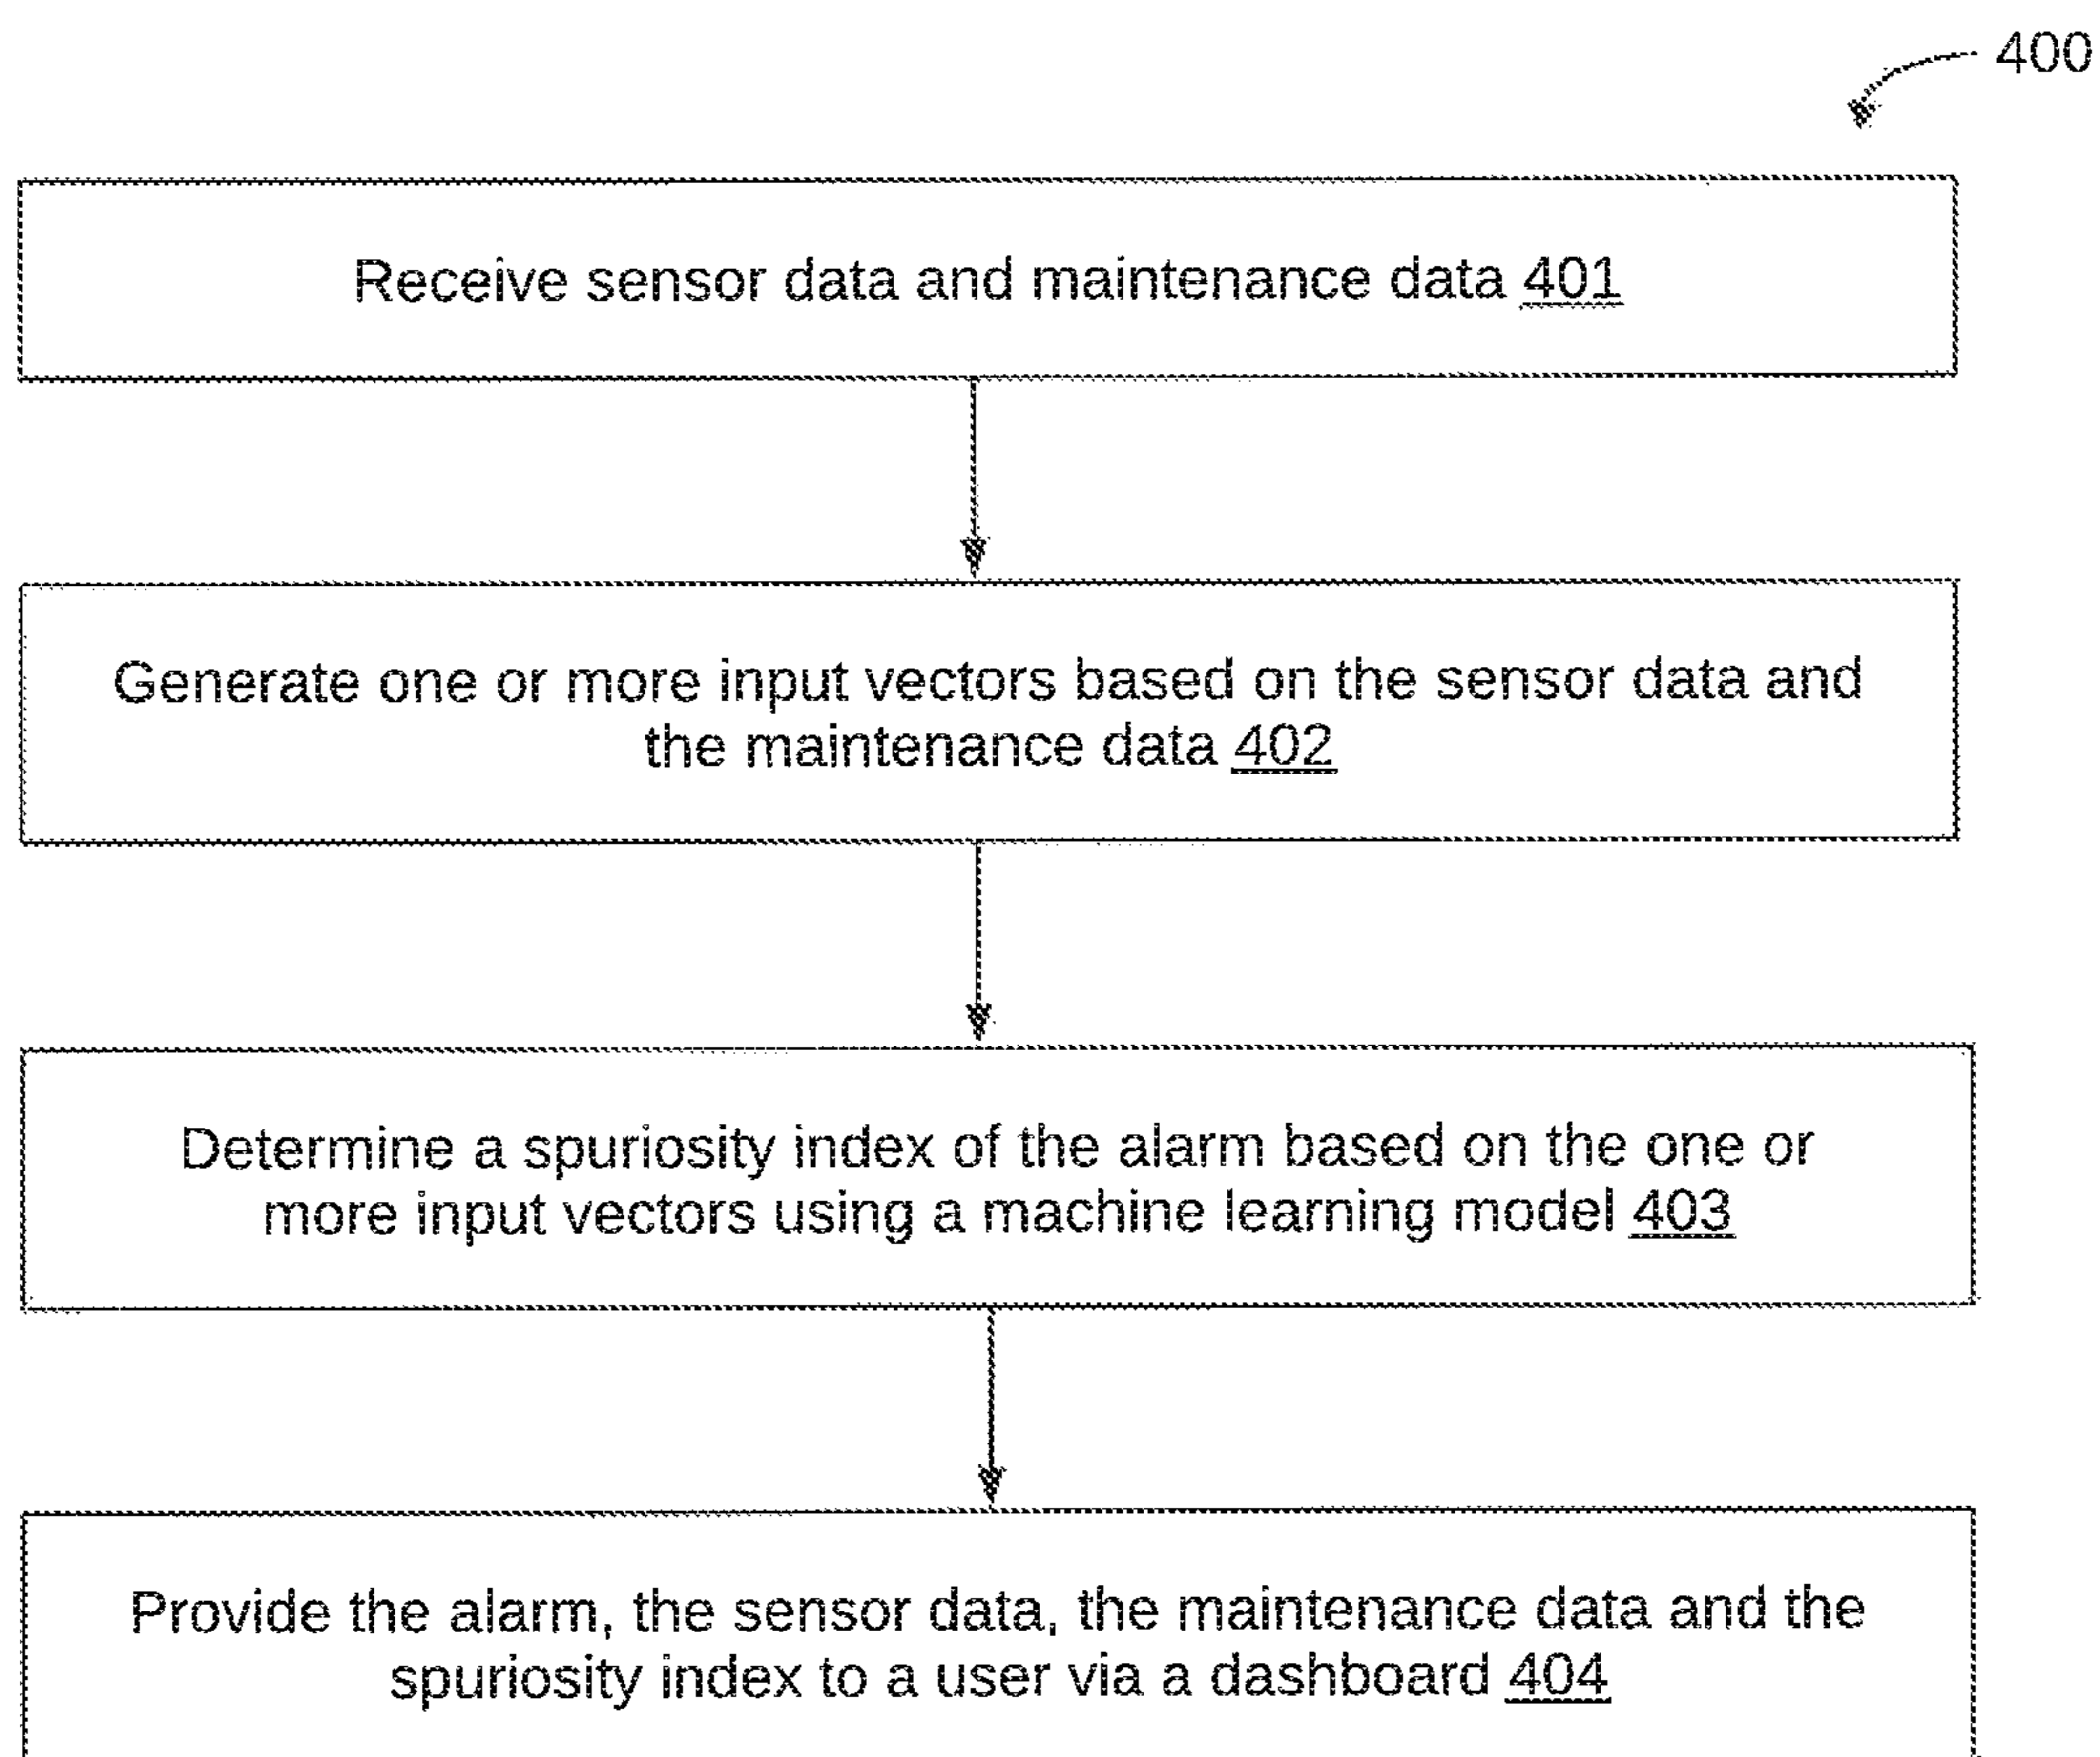 400
Receive sensor data and maintenance data 401
Generate one or more input vectors based on the sensor data and
the maintenance data 402
Determine a spuriosity index of the alarm based on the one or
more input vectors using a machine learning model 403
Provide the alarm, the sensor data, the maintenance data and the
spuriosity index to a user via a dashboard 404